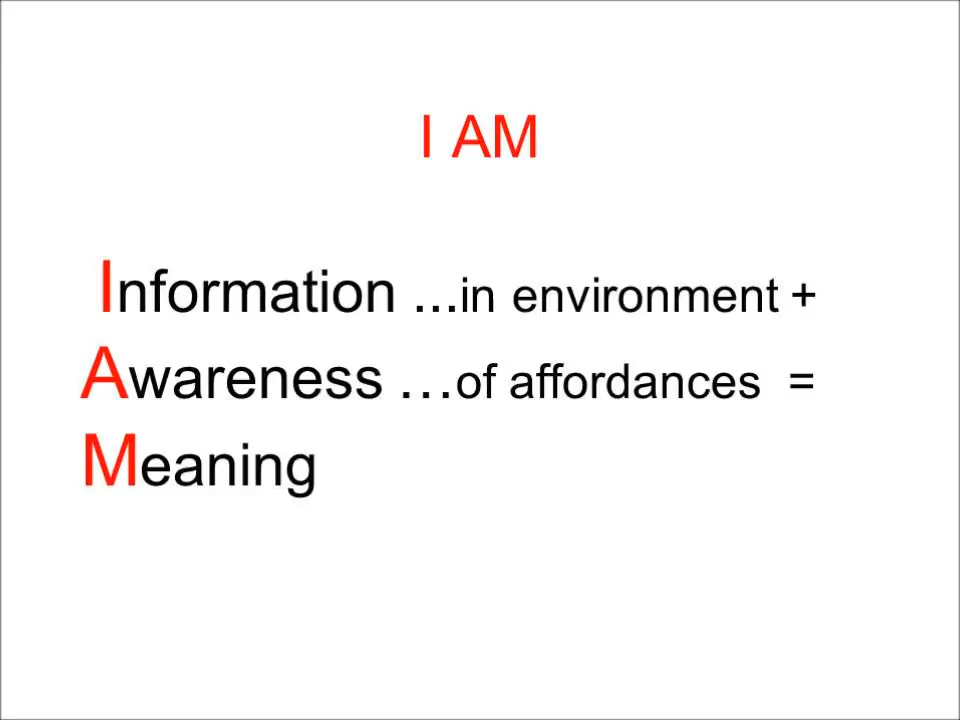 I AM
Information ...in environment +
Awareness …of affordances =
Meaning